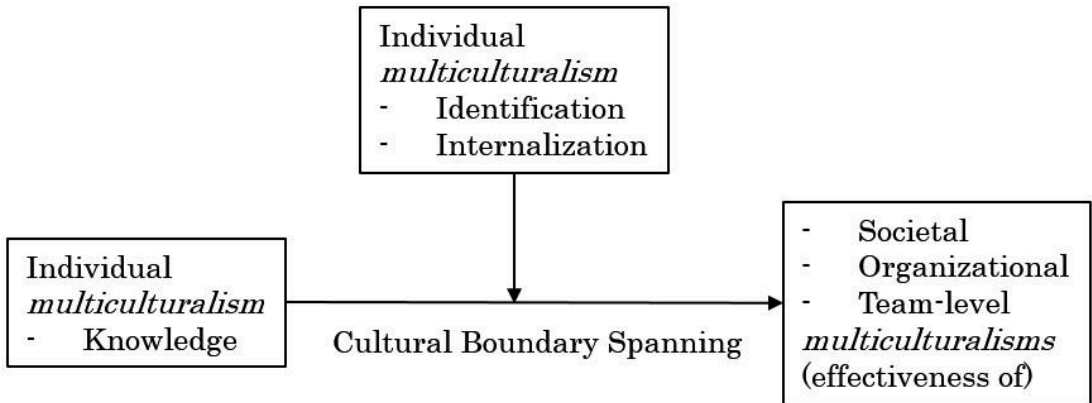 Individual
multiculturalism
- Identification
- Internalization
Individual
multiculturalism
- Knowledge
Cultural Boundary Spanning
- Societal
- Organizational
- Team-level
multiculturalisms
(effectiveness of)